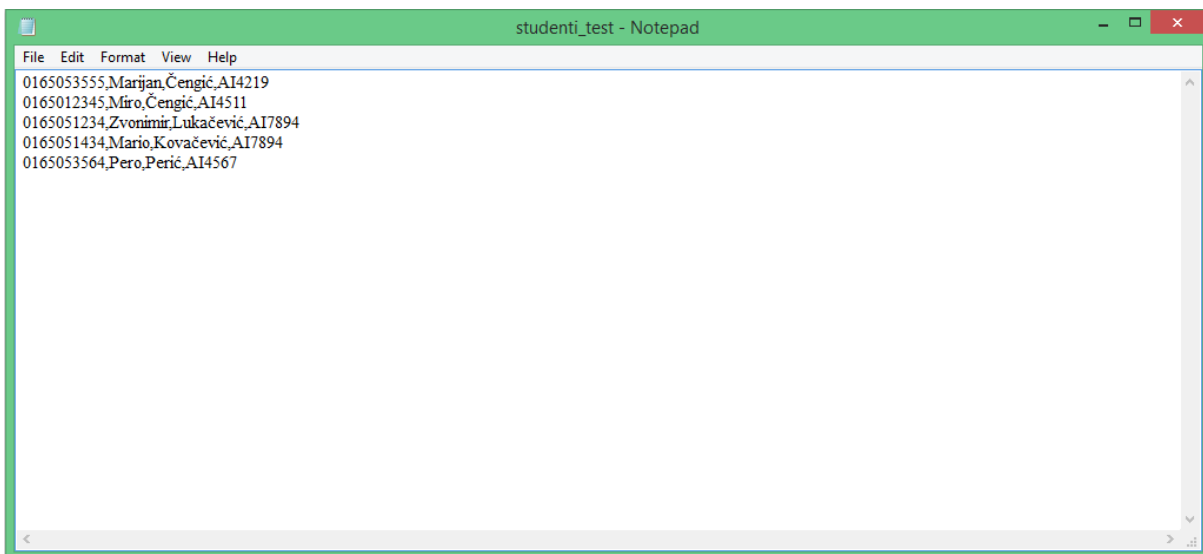 studenti_test - Notepad
File Edit Format View Help
0165053555,Marijan,Čengić,AI4219
0165012345,Miro,Čengić,AI4511
0165051234,Zvonimir,Lukačević,AI7894
0165051434,Mario,Kovačević,AI7894
0165053564,Pero,Perić,AI4567